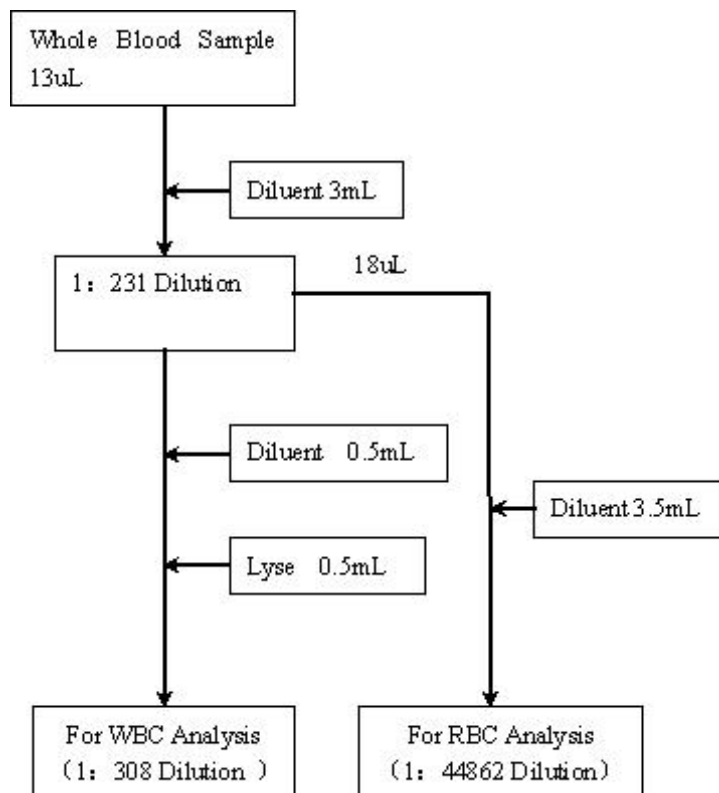 Whole Blood Sample
13uL
Diluent 3mL
1：231 Dilution
18uL
Diluent 0.5mL
Diluent 3.5mL
Lyse 0.5mL
For WBC Analysis
（1：308 Dilution ）
For RBC Analysis
（1：44862 Dilution）